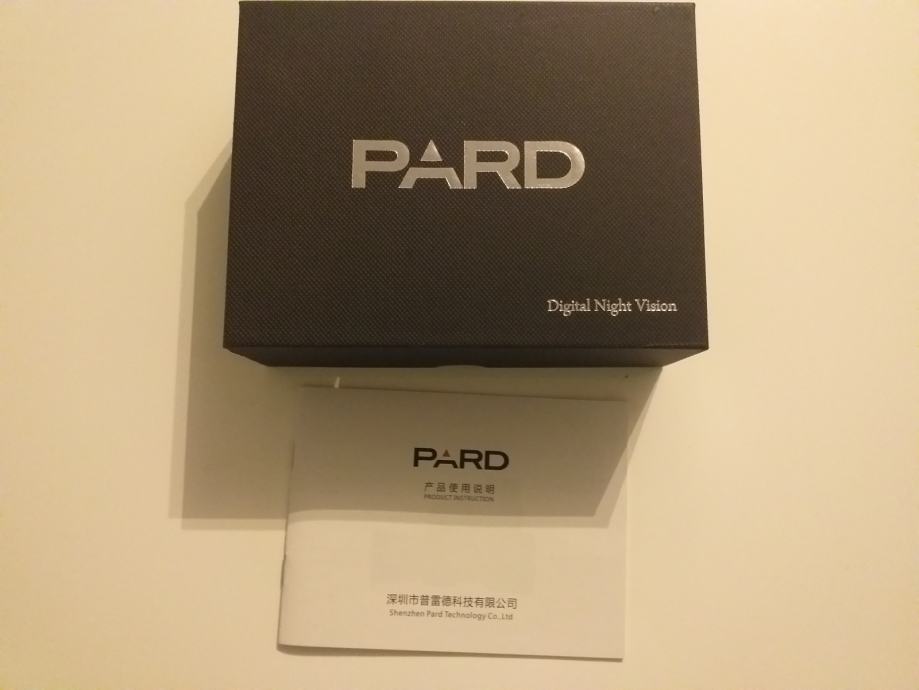 PARD
Digital Night Vision
PARD
产品使用说明
PRODUCT INSTRUCTION
深圳市普雷德科技有限公司
Shenzhen Pard Technology Co.,Ltd